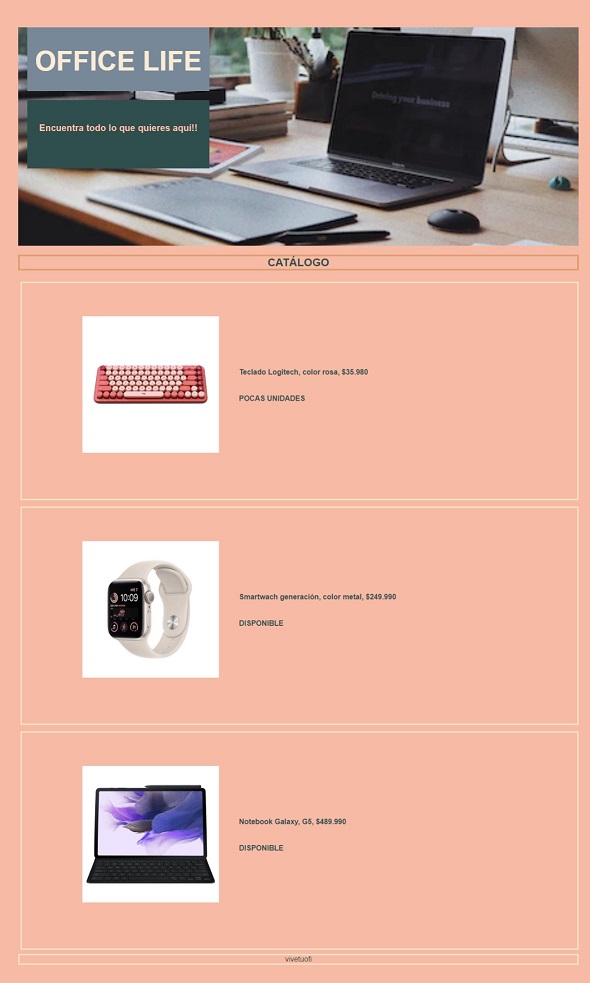 OFFICE LIFE
Encuentra todo lo que quieres aquí!!
Driving your business
CATÁLOGO
Teclado Logitech, color rosa, $35.980
POCAS UNIDADES
10:09
Smartwach generación, color metal, $249.990
DISPONIBLE
Notebook Galaxy, G5, $489.990
DISPONIBLE
vivetuofi